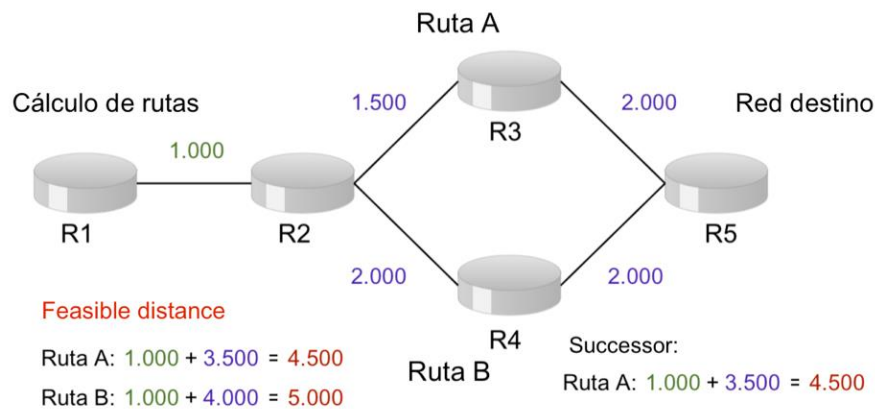 Ruta A
Cálculo de rutas
1.500
2.000
Red destino
R3
1.000
R1
R2
R5
2.000
2.000
Feasible distance
R4
Successor:
Ruta A: 1.000 + 3.500 = 4.500
Ruta B
Ruta A: 1.000 + 3.500 = 4.500
Ruta B: 1.000 + 4.000 = 5.000